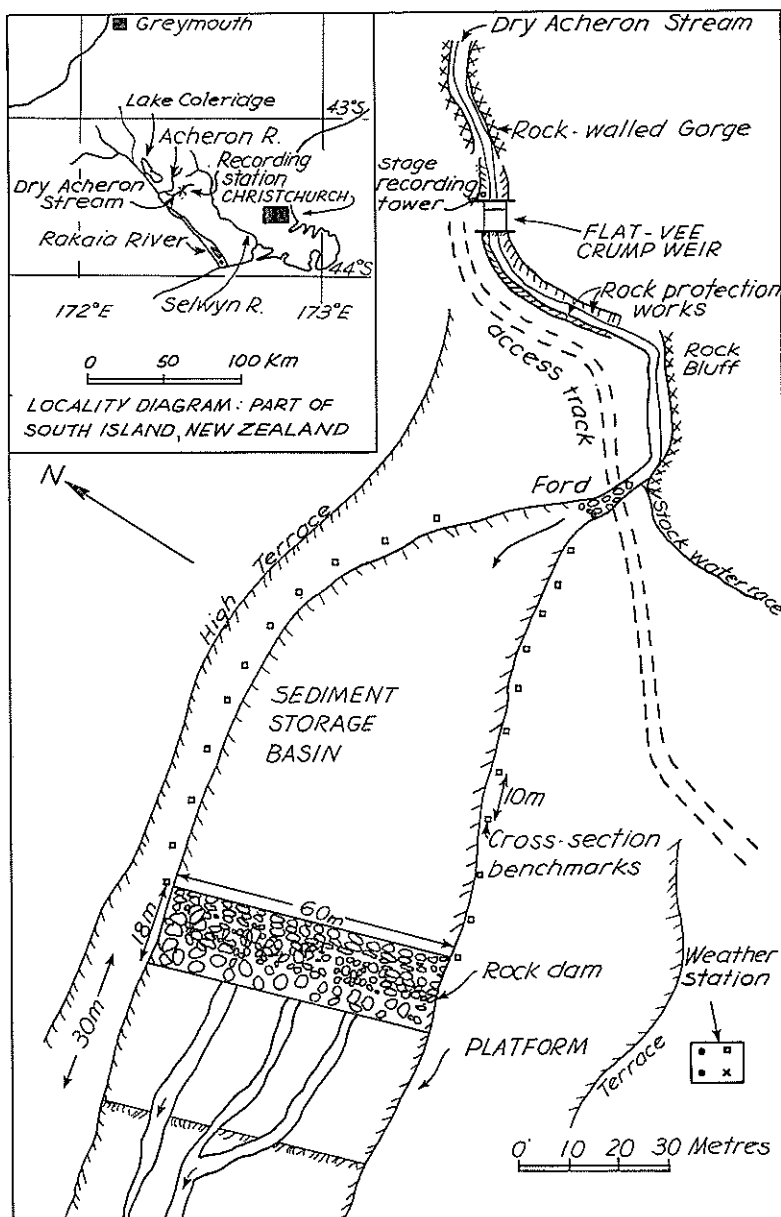 Greymouth
Lake Coleridge
43°S
Acheron R.
Recording
station
Dry Acheron
Stream
CHRISTCHURCH
Rakaia River
44°S
172°E
Selwyn R.
173°E
0 50 100 Km
LOCALITY DIAGRAM: PART OF
SOUTH ISLAND, NEW ZEALAND
Dry Acheron
Stream
Rock-walled Gorge
Stage
recording
tower
FLAT-VEE
CRUMP WEIR
Rock protection
works
access track
Rock
Bluff
N
Ford
Stock water race
High Terrace
SEDIMENT
STORAGE
BASIN
10m
Cross-section
benchmarks
60m
18m
Rock dam
Weather
station
30m
PLATFORM
Terrace
0 10 20 30 Metres